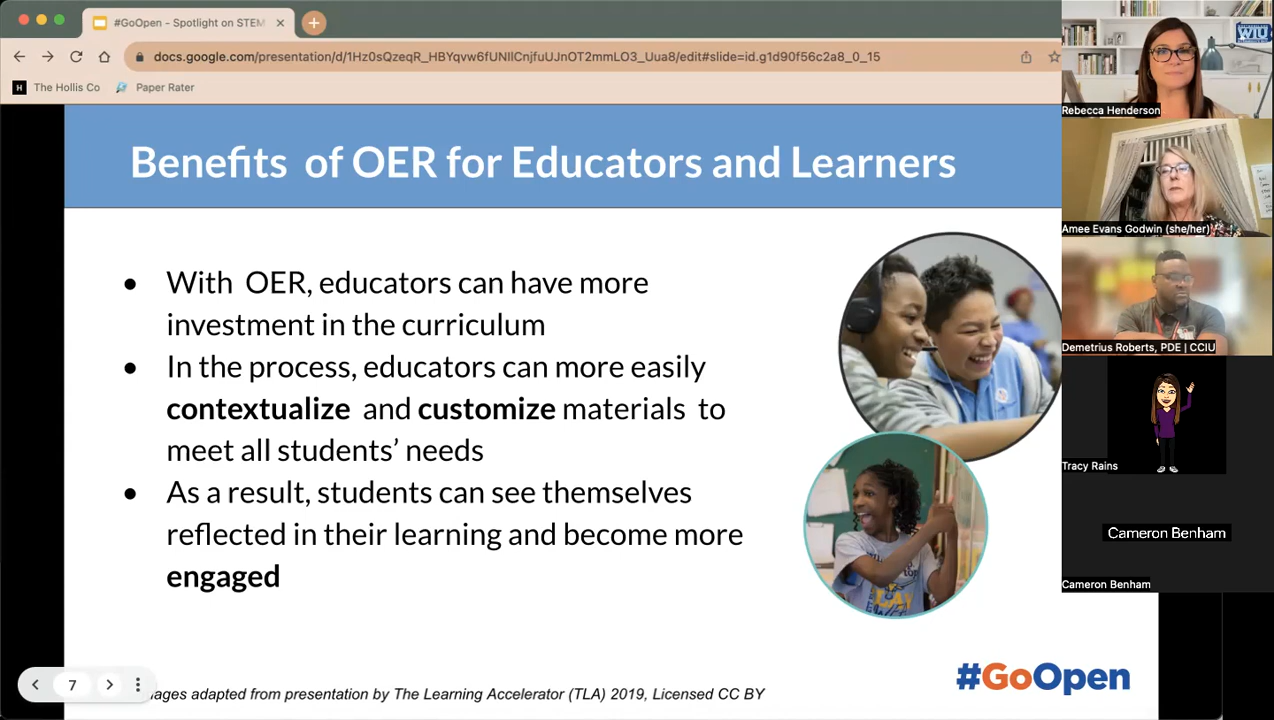 #GoOpen - Spotlight on STEM
docs.google.com/presentation/d/1Hz0sQzeqR_HBYqvw6fUNllCnjfuUJnOT2mmLO3_Uua8/edit#slide=id.g1d90f56c2a8_0_15
H The Hollis Co Paper Rater
Benefits of OER for Educators and Learners
• With OER, educators can have more
investment in the curriculum
• In the process, educators can more easily
contextualize and customize materials to
meet all students’ needs
• As a result, students can see themselves
reflected in their learning and become more
engaged
7
ages adapted from presentation by The Learning Accelerator (TLA) 2019, Licensed CC BY
#GoOpen
WIU
Rebecca Henderson
Amee Evans Godwin (she/her)
Demetrius Roberts, PDE | CCIU
Tracy Rains
Cameron Benham
Cameron Benham